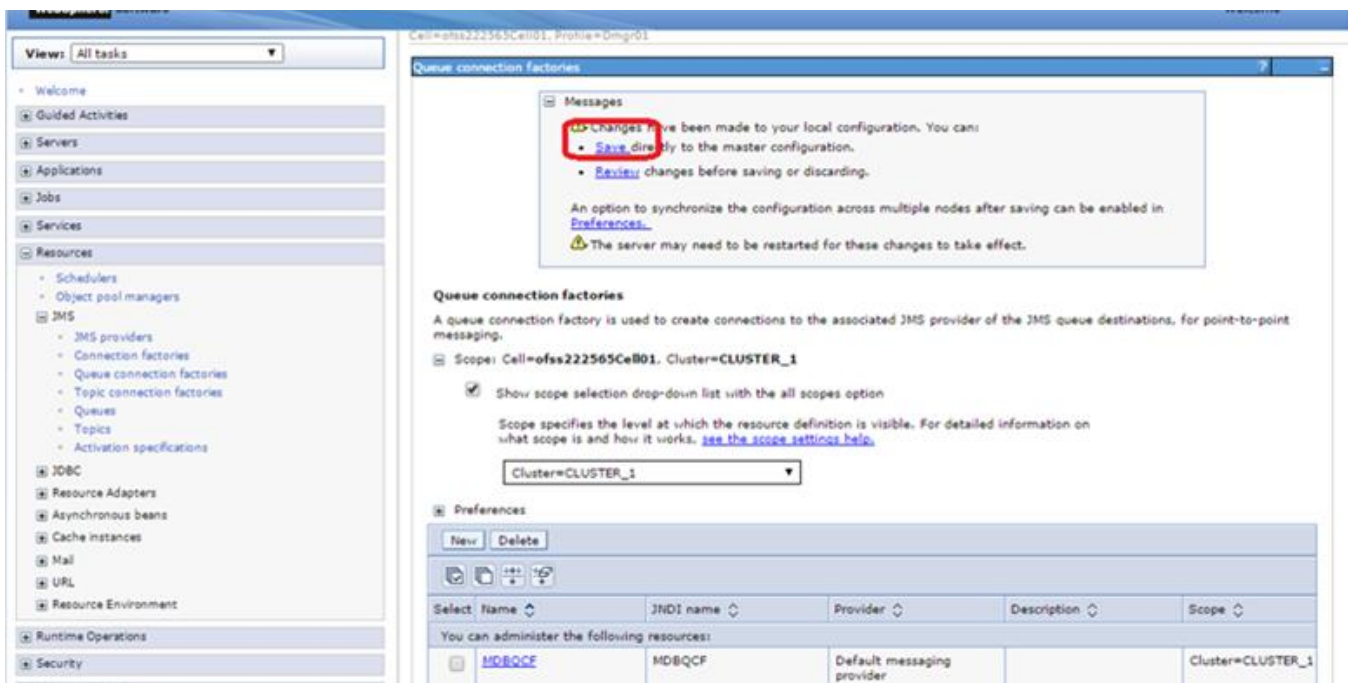 Cell=ofss222565Cell01, Profile=Dmgr01
View: All tasks
Welcome
Guided Activities
Servers
Applications
Jobs
Services
Resources
Schedulers
Object pool managers
JMS
JMS providers
Connection factories
Queue connection factories
Topic connection factories
Queues
Topics
Activation specifications
JDBC
Resource Adapters
Asynchronous beans
Cache instances
Mail
URL
Resource Environment
Runtime Operations
Security
Queue connection factories ? _
Messages
Changes have been made to your local configuration. You can:
Save directly to the master configuration.
Review changes before saving or discarding.
An option to synchronize the configuration across multiple nodes after saving can be enabled in
Preferences.
The server may need to be restarted for these changes to take effect.
Queue connection factories
A queue connection factory is used to create connections to the associated JMS provider of the JMS queue destinations, for point-to-point
messaging.
Scope: Cell=ofss222565Cell01, Cluster=CLUSTER_1
Show scope selection drop-down list with the all scopes option
Scope specifies the level at which the resource definition is visible. For detailed information on
what scope is and how it works, see the scope settings help.
Cluster=CLUSTER_1
Preferences
New Delete
Select Name JNDI name Provider Description Scope
You can administer the following resources:
MDBQCF MDBQCF Default messaging Cluster=CLUSTER_1
provider